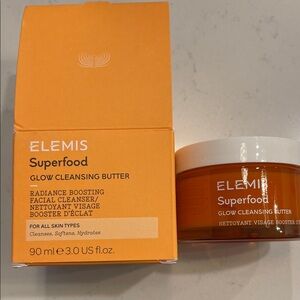 ELEMIS
Superfood
GLOW CLEANSING BUTTER
RADIANCE BOOSTING
FACIAL CLEANSER/
NETTOYANT VISAGE
BOOSTER D'ÉCLAT
FOR ALL SKIN TYPES
Cleanses, Softens, Hydrates
90 ml ℮ 3.0 US fl.oz.
ELEMIS
Superfood
GLOW CLEANSING BUTTER
NETTOYANT VISAGE BOOSTER